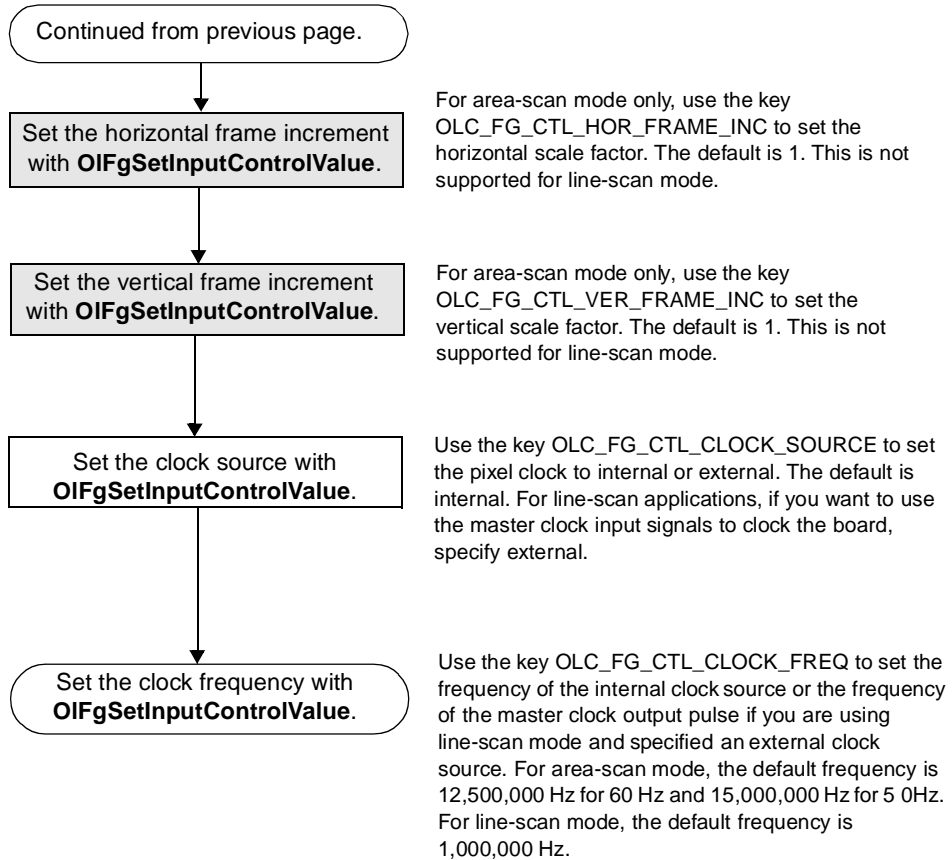 Continued from previous page.
Set the horizontal frame increment
with OlFgSetInputControlValue.
For area-scan mode only, use the key
OLC_FG_CTL_HOR_FRAME_INC to set the
horizontal scale factor. The default is 1. This is not
supported for line-scan mode.
Set the vertical frame increment
with OlFgSetInputControlValue.
For area-scan mode only, use the key
OLC_FG_CTL_VER_FRAME_INC to set the
vertical scale factor. The default is 1. This is not
supported for line-scan mode.
Set the clock source with
OlFgSetInputControlValue.
Use the key OLC_FG_CTL_CLOCK_SOURCE to set
the pixel clock to internal or external. The default is
internal. For line-scan applications, if you want to use
the master clock input signals to clock the board,
specify external.
Set the clock frequency with
OlFgSetInputControlValue.
Use the key OLC_FG_CTL_CLOCK_FREQ to set the
frequency of the internal clock source or the frequency
of the master clock output pulse if you are using
line-scan mode and specified an external clock
source. For area-scan mode, the default frequency is
12,500,000 Hz for 60 Hz and 15,000,000 Hz for 5 0Hz.
For line-scan mode, the default frequency is
1,000,000 Hz.